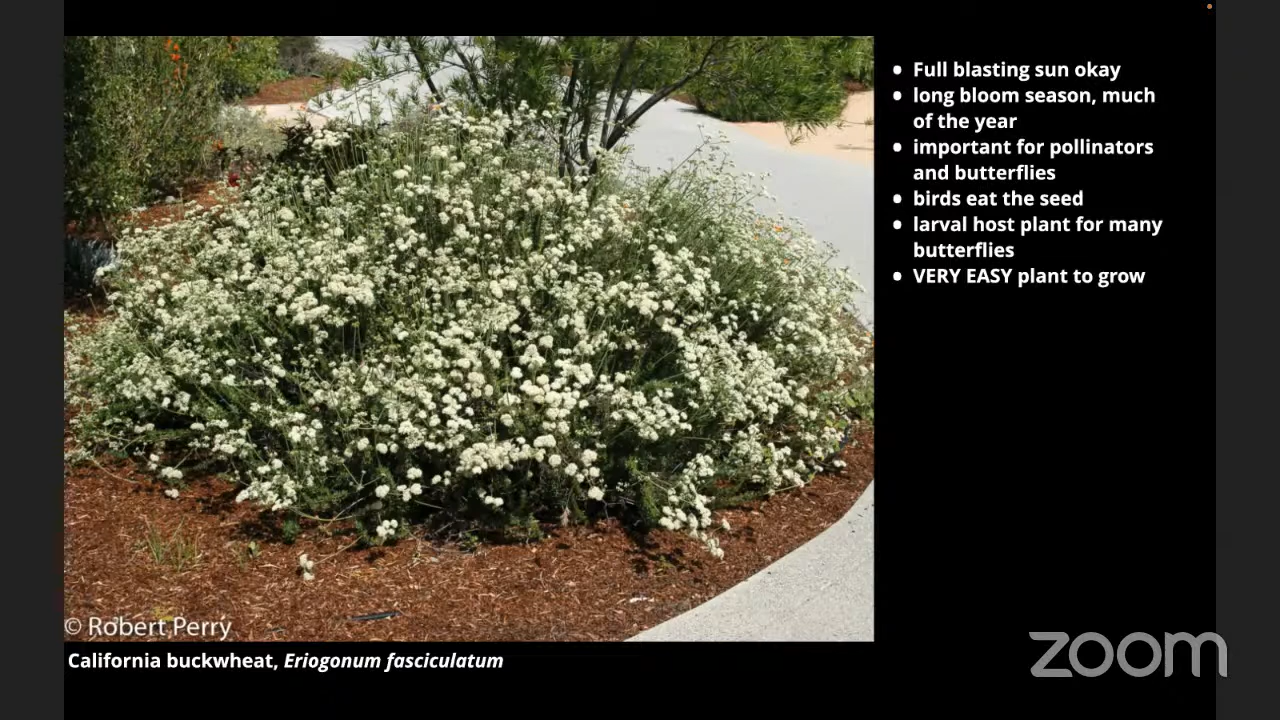 Full blasting sun okay
long bloom season, much
of the year
important for pollinators
and butterflies
birds eat the seed
larval host plant for many
butterflies
VERY EASY plant to grow
© Robert Perry
California buckwheat, Eriogonum fasciculatum
zoom